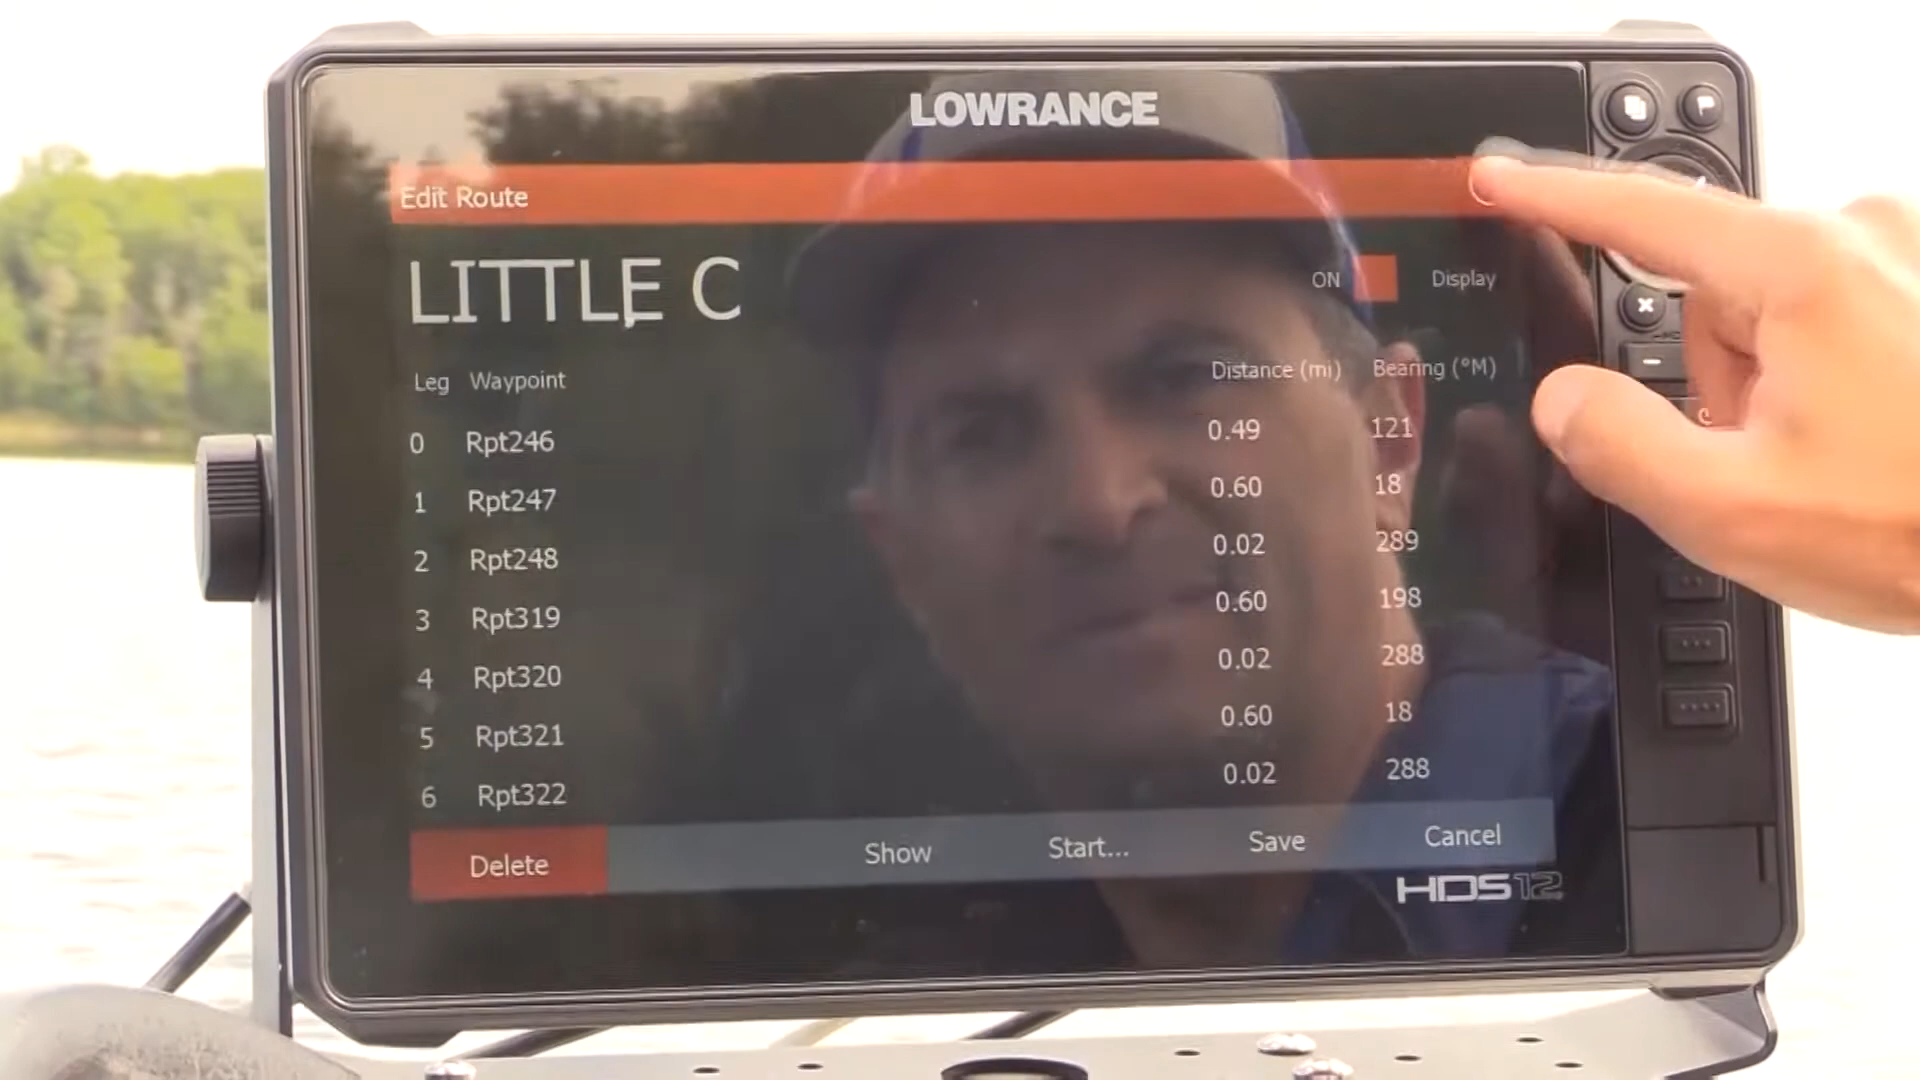 LOWRANCE
Edit Route
LITTLE C
ON Display
Leg Waypoint Distance (mi) Bearing (°M)
0 Rpt246 0.49 121
1 Rpt247 0.60 18
2 Rpt248 0.02 289
3 Rpt319 0.60 198
4 Rpt320 0.02 288
5 Rpt321 0.60 18
6 Rpt322 0.02 288
Delete Show Start... Save Cancel
HDS12